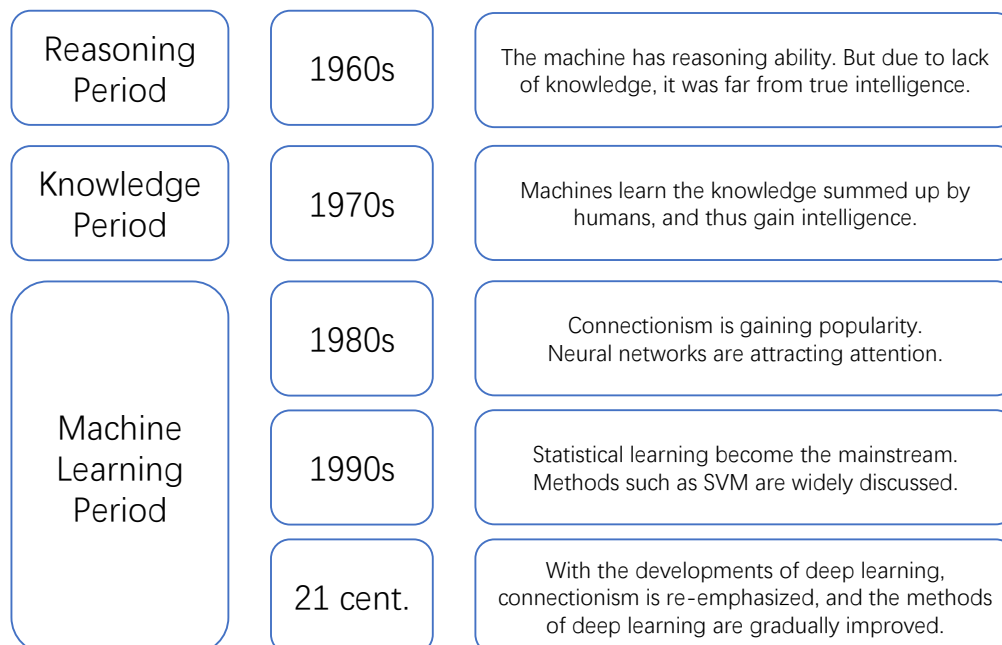 Reasoning
Period
1960s
The machine has reasoning ability. But due to lack
of knowledge, it was far from true intelligence.
Knowledge
Period
1970s
Machines learn the knowledge summed up by
humans, and thus gain intelligence.
Machine
Learning
Period
1980s
Connectionism is gaining popularity.
Neural networks are attracting attention.
1990s
Statistical learning become the mainstream.
Methods such as SVM are widely discussed.
21 cent.
With the developments of deep learning,
connectionism is re-emphasized, and the methods
of deep learning are gradually improved.